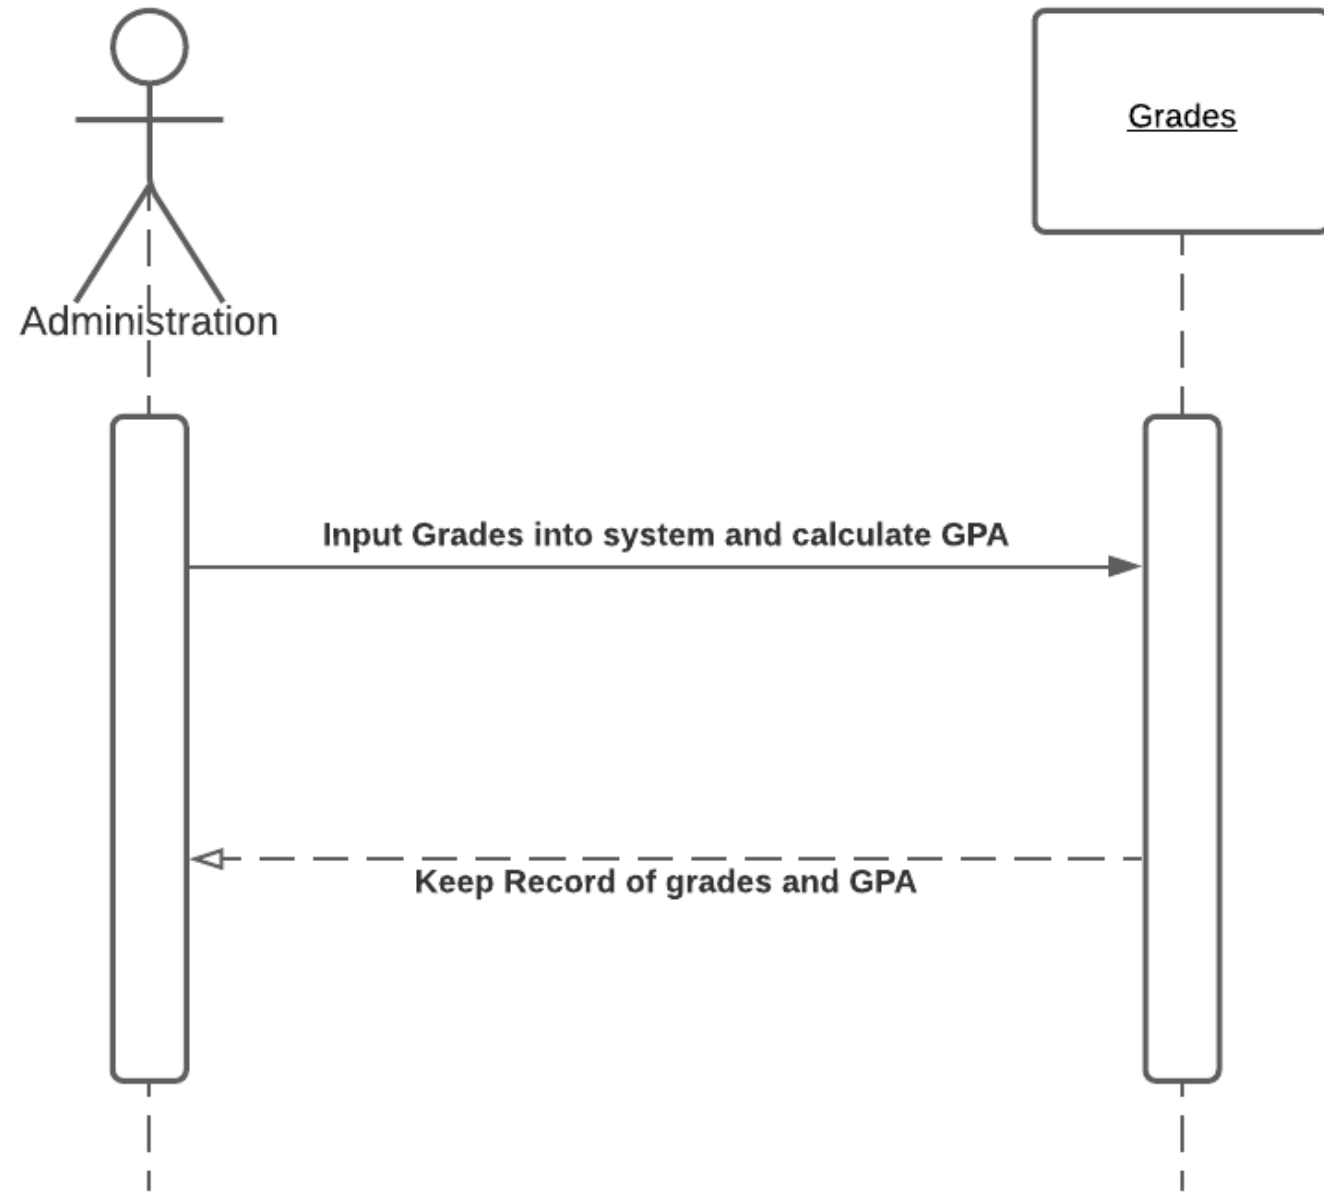 Grades
Administration
Input Grades into system and calculate GPA
Keep Record of grades and GPA